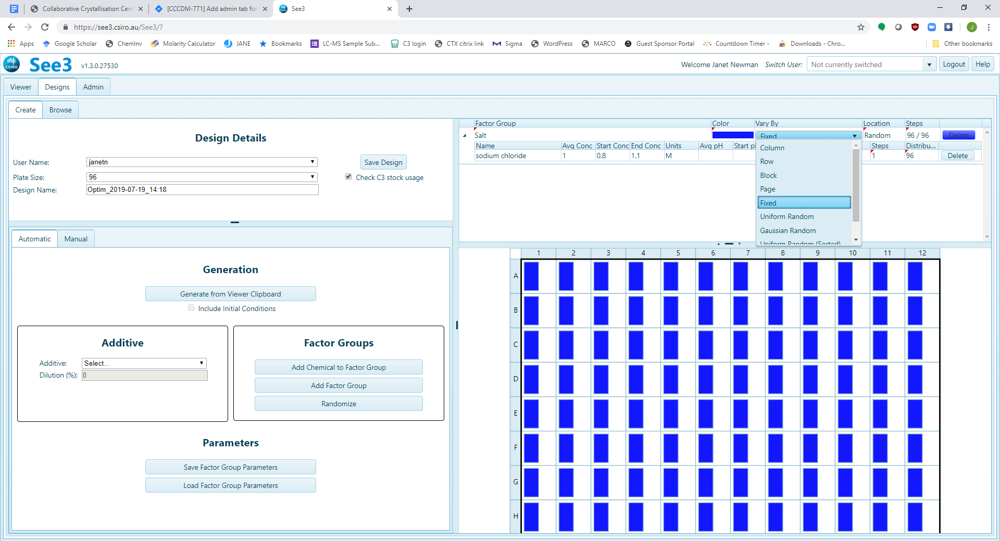 Collaborative Crystallisation Cent
[CCCDM-771] Add admin tab for
See3
https://see3.csiro.au/See3/?
J
Apps
Google Scholar
ChemInv
Molarity Calculator
JANE
Bookmarks
LC-MS Sample Sub...
C3 login
CTX citrix link
Sigma
WordPress
MARCO
Guest Sponsor Portal
Countdown Timer -
Downloads - Chro...
Other bookmarks
CSIRO
See3 v1.3.0.27530
Welcome Janet Newman Switch User: Not currently switched Logout Help
Viewer Designs Admin
Create Browse
Design Details
User Name: janetn
Save Design
Plate Size: 96
Check C3 stock usage
Design Name: Optim_2019-07-19_14:18
Automatic Manual
Generation
Generate from Viewer Clipboard
Include Initial Conditions
Additive
Additive: Select...
Dilution (%): 0
Factor Groups
Add Chemical to Factor Group
Add Factor Group
Randomize
Parameters
Save Factor Group Parameters
Load Factor Group Parameters
Factor Group Color Vary By Location Steps
Salt Fixed Random 96 / 96 Delete
Name Avg Conc Start Conc End Conc Units Avg pH Start p Steps Distribu...
sodium chloride 1 0.8 1.1 M 1 96 Delete
Column
Row
Block
Page
Fixed
Uniform Random
Gaussian Random
Uniform Random (Sorted)
1 2 3 4 5 6 7 8 9 10 11 12
A
B
C
D
E
F
G
H